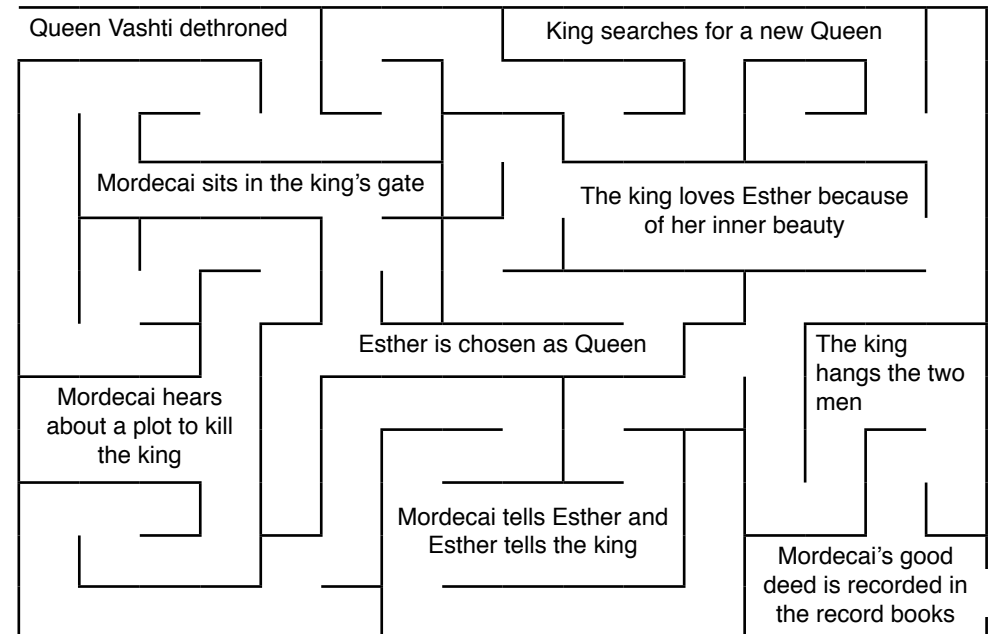 Queen Vashti dethroned
King searches for a new Queen
Mordecai sits in the king’s gate
The king loves Esther because
of her inner beauty
Esther is chosen as Queen
The king
hangs the two
men
Mordecai hears
about a plot to kill
the king
Mordecai tells Esther and
Esther tells the king
Mordecai’s good
deed is recorded in
the record books